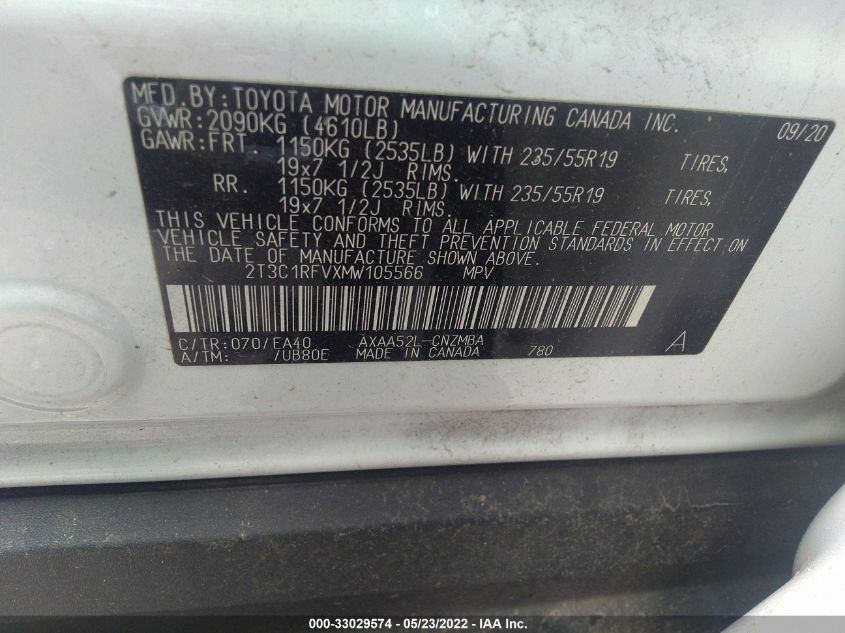 MFD. BY: TOYOTA MOTOR MANUFACTURING CANADA INC. 09/20
GVWR: 2090KG (4610LB)
GAWR: FRT. 1150KG (2535LB) WITH 235/55R19 TIRES,
19x7 1/2J RIMS.
RR. 1150KG (2535LB) WITH 235/55R19 TIRES,
19x7 1/2J RIMS.
THIS VEHICLE CONFORMS TO ALL APPLICABLE FEDERAL MOTOR
VEHICLE SAFETY AND THEFT PREVENTION STANDARDS IN EFFECT ON
THE DATE OF MANUFACTURE SHOWN ABOVE.
2T3C1RFVXMW105566 MPV
C/TR: 070/EA40 AXAA52L-CNZMBA A
A/TM: /UB80E MADE IN CANADA 780
000-33029574 - 05/23/2022 - IAA Inc.